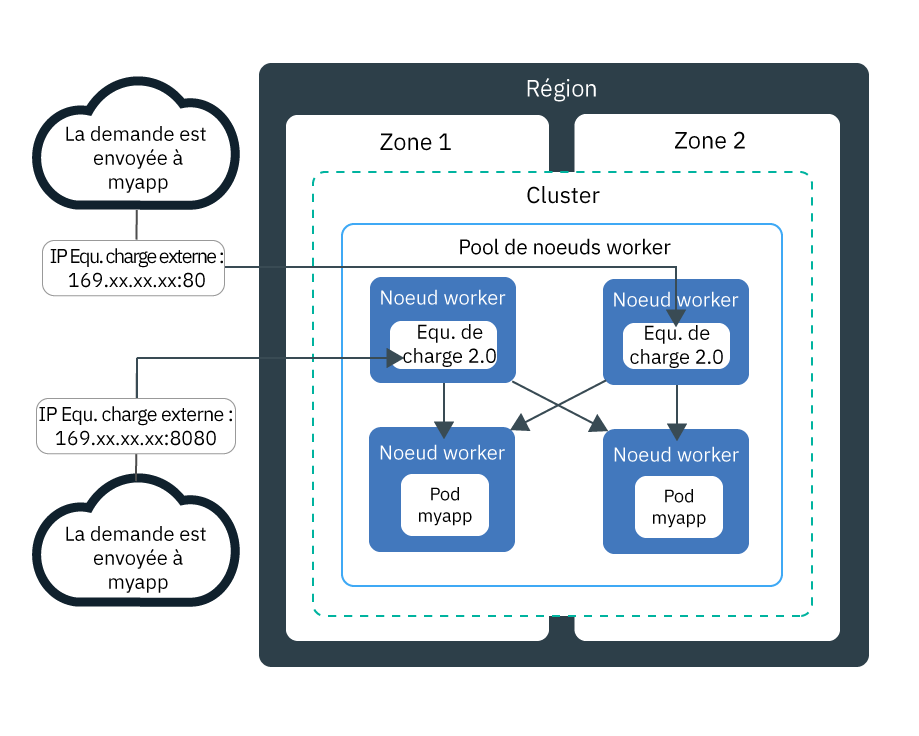 Région
Zone 1
Zone 2
Cluster
Pool de noeuds worker
La demande est
envoyée à
myapp
IP Equ. charge externe :
169.xx.xx.xx:80
Noeud worker
Equ. de
charge 2.0
Noeud worker
Equ. de
charge 2.0
IP Equ. charge externe :
169.xx.xx.xx:8080
La demande est
envoyée à
myapp
Noeud worker
Pod
myapp
Noeud worker
Pod
myapp